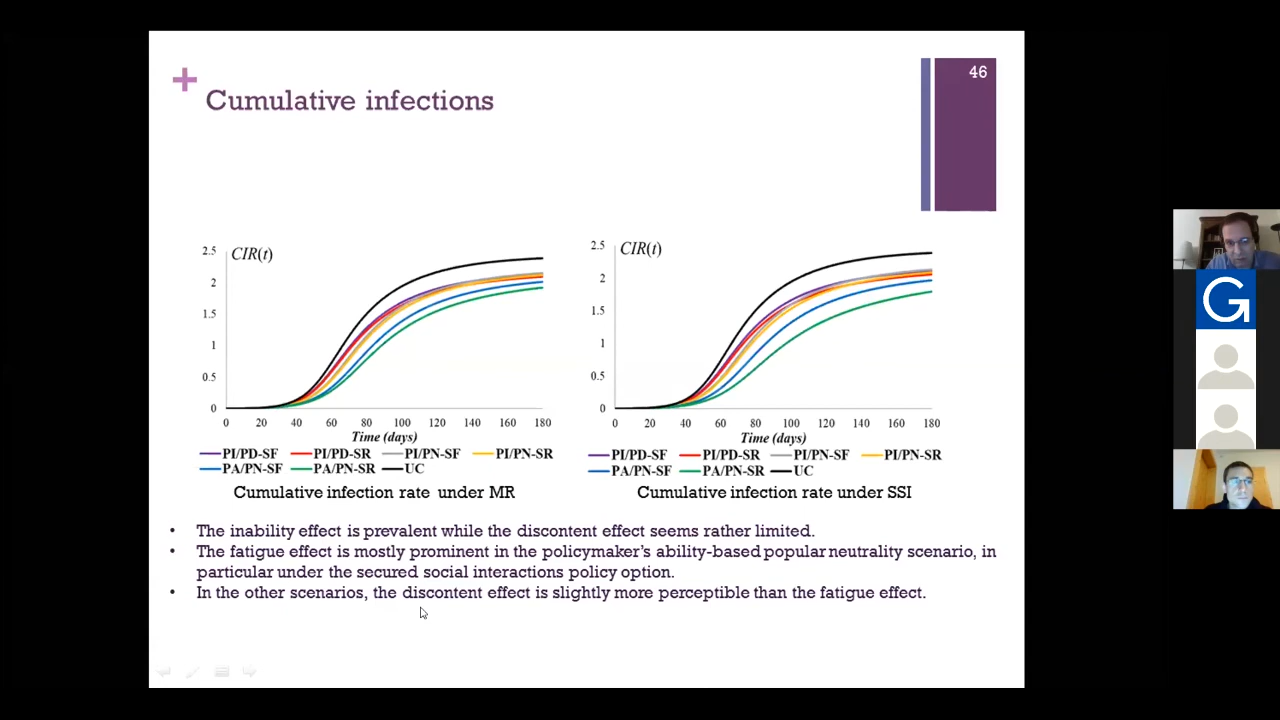 46
+
Cumulative infections
CIR(t)
2.5
2
1.5
1
0.5
0
0 20 40 60 80 100 120 140 160 180
Time (days)
PI/PD-SF PI/PD-SR PI/PN-SF PI/PN-SR
PA/PN-SF PA/PN-SR UC
Cumulative infection rate under MR
CIR(t)
2.5
2
1.5
1
0.5
0
0 20 40 60 80 100 120 140 160 180
Time (days)
PI/PD-SF PI/PD-SR PI/PN-SF PI/PN-SR
PA/PN-SF PA/PN-SR UC
Cumulative infection rate under SSI
• The inability effect is prevalent while the discontent effect seems rather limited.
• The fatigue effect is mostly prominent in the policymaker's ability-based popular neutrality scenario, in
particular under the secured social interactions policy option.
• In the other scenarios, the discontent effect is slightly more perceptible than the fatigue effect.
G